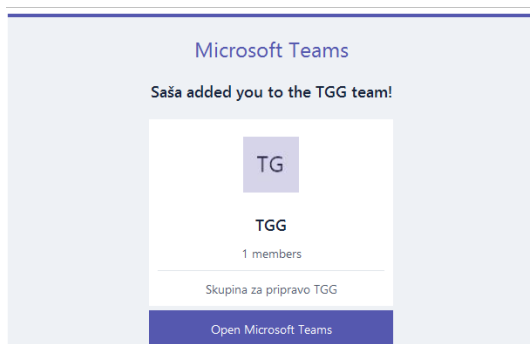 Microsoft Teams
Saša added you to the TGG team!
TG
TGG
1 members
Skupina za pripravo TGG
Open Microsoft Teams